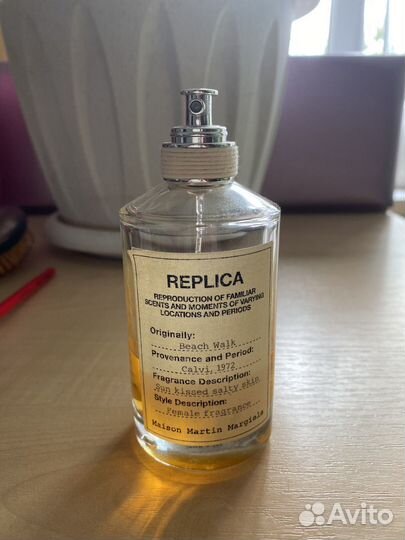 REPLICA
REPRODUCTION OF FAMILIAR
SCENTS AND MOMENTS OF VARYING
LOCATIONS AND PERIODS
Originally:
Beach Walk
Provenance and Period:
Calvi, 1972
Fragrance Description:
Sun kissed salty skin
Style Description:
Female fragrance
Maison Martin Margiela
Avito